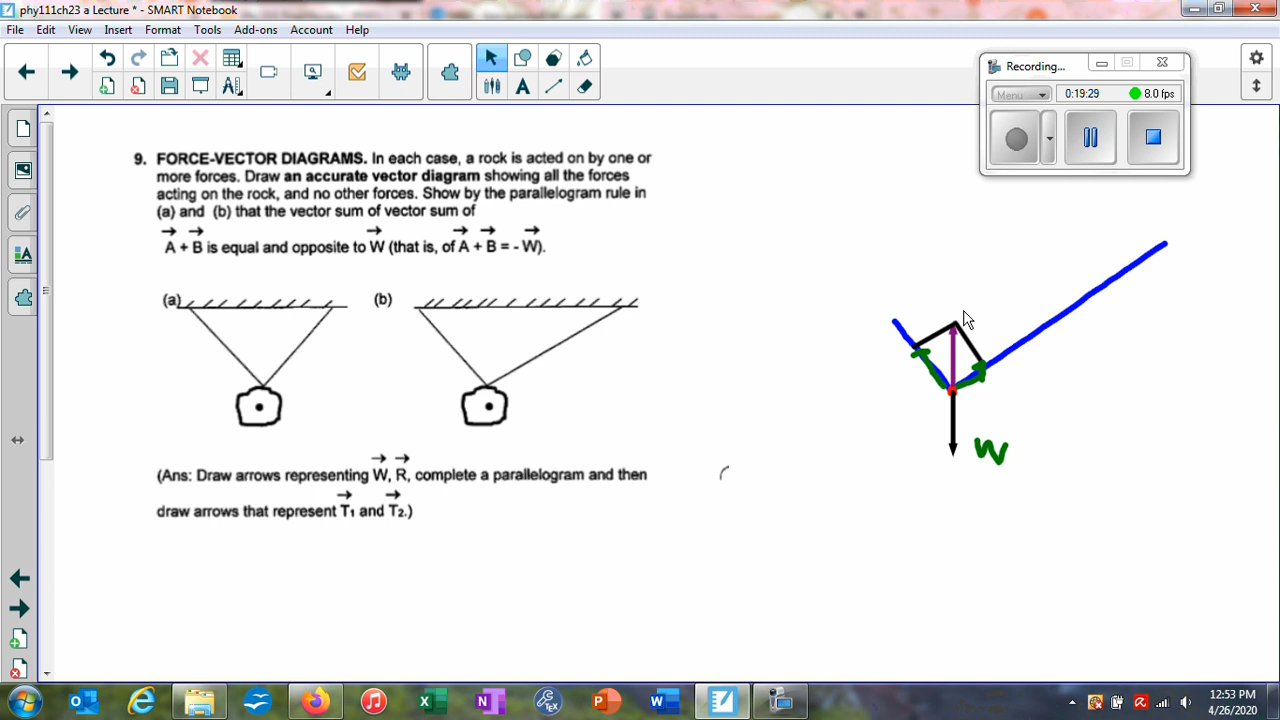 phy111ch23 a Lecture * - SMART Notebook
File Edit View Insert Format Tools Add-ons Account Help
Recording...
Menu 0:19:29 8.0 fps
9. FORCE-VECTOR DIAGRAMS. In each case, a rock is acted on by one or
more forces. Draw an accurate vector diagram showing all the forces
acting on the rock, and no other forces. Show by the parallelogram rule in
(a) and (b) that the vector sum of vector sum of
A + B is equal and opposite to W (that is, of A + B = - W).
(a) (b)
W
(Ans: Draw arrows representing W, R, complete a parallelogram and then
draw arrows that represent T₁ and T₂.)
12:53 PM
4/26/2020